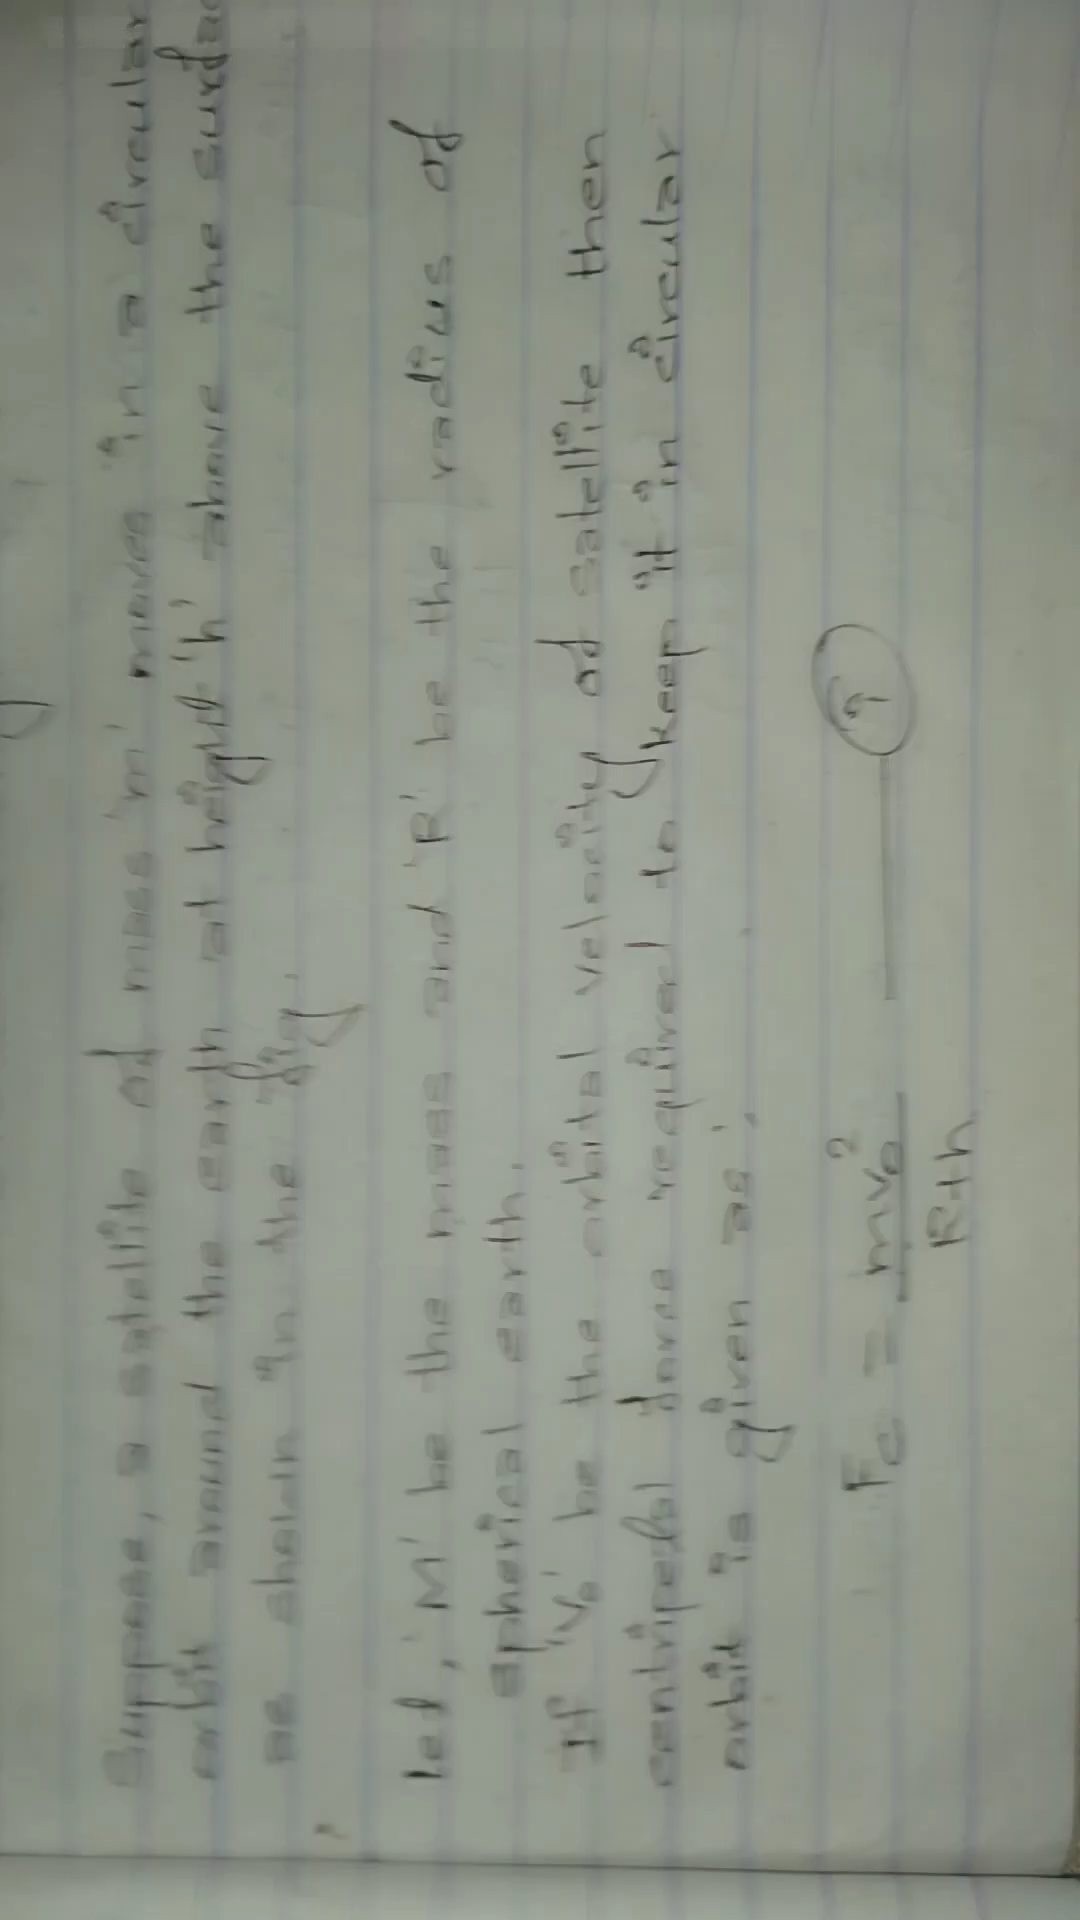 Suppose, a satellite of mass 'm' moves in a circular
orbit around the earth at height 'h' above the surfac
as shown in the fig.
let, 'M' be the mass and 'R' be the radius of
spherical earth.
If 'V₀' be the orbital velocity of satellite then
centripetal force required to keep it in circular
orbit is given as,
Fc = mv₀² / R+h ——— (i)